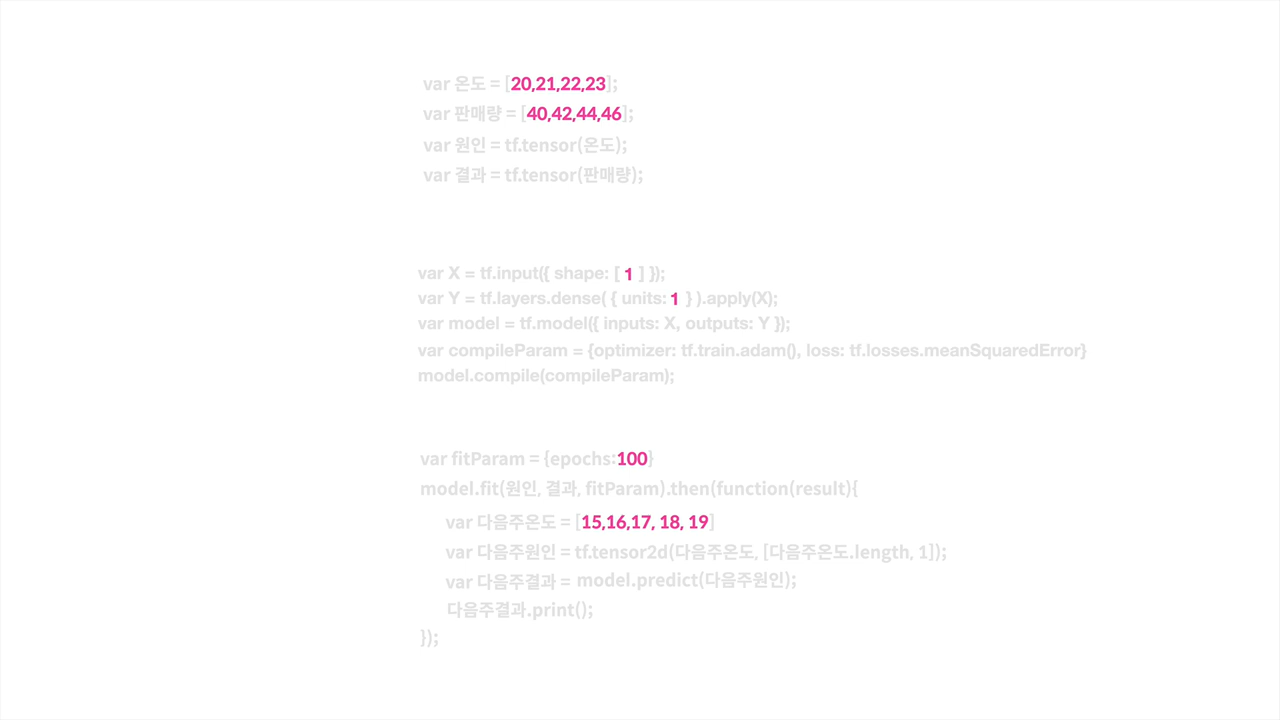 var 온도 = [20,21,22,23];
var 판매량 = [40,42,44,46];
var 원인 = tf.tensor(온도);
var 결과 = tf.tensor(판매량);
var X = tf.input({ shape: [ 1 ] });
var Y = tf.layers.dense( { units: 1 } ).apply(X);
var model = tf.model({ inputs: X, outputs: Y });
var compileParam = {optimizer: tf.train.adam(), loss: tf.losses.meanSquaredError}
model.compile(compileParam);
var fitParam = {epochs:100}
model.fit(원인, 결과, fitParam).then(function(result){
var 다음주온도 = [15,16,17, 18, 19]
var 다음주원인 = tf.tensor2d(다음주온도, [다음주온도.length, 1]);
var 다음주결과 = model.predict(다음주원인);
다음주결과.print();
});